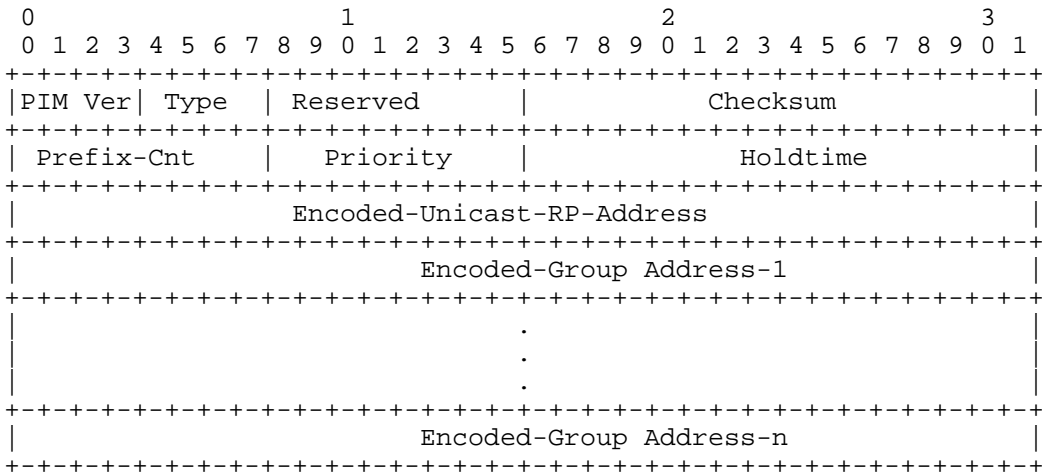 0                   1                   2                   3
 0 1 2 3 4 5 6 7 8 9 0 1 2 3 4 5 6 7 8 9 0 1 2 3 4 5 6 7 8 9 0 1
+-+-+-+-+-+-+-+-+-+-+-+-+-+-+-+-+-+-+-+-+-+-+-+-+-+-+-+-+-+-+-+-+
|PIM Ver| Type  | Reserved      |           Checksum            |
+-+-+-+-+-+-+-+-+-+-+-+-+-+-+-+-+-+-+-+-+-+-+-+-+-+-+-+-+-+-+-+-+
| Prefix-Cnt    |   Priority    |             Holdtime          |
+-+-+-+-+-+-+-+-+-+-+-+-+-+-+-+-+-+-+-+-+-+-+-+-+-+-+-+-+-+-+-+-+
|                 Encoded-Unicast-RP-Address                    |
+-+-+-+-+-+-+-+-+-+-+-+-+-+-+-+-+-+-+-+-+-+-+-+-+-+-+-+-+-+-+-+-+
|                         Encoded-Group Address-1               |
+-+-+-+-+-+-+-+-+-+-+-+-+-+-+-+-+-+-+-+-+-+-+-+-+-+-+-+-+-+-+-+-+
|                               .                               |
|                               .                               |
|                               .                               |
+-+-+-+-+-+-+-+-+-+-+-+-+-+-+-+-+-+-+-+-+-+-+-+-+-+-+-+-+-+-+-+-+
|                         Encoded-Group Address-n               |
+-+-+-+-+-+-+-+-+-+-+-+-+-+-+-+-+-+-+-+-+-+-+-+-+-+-+-+-+-+-+-+-+